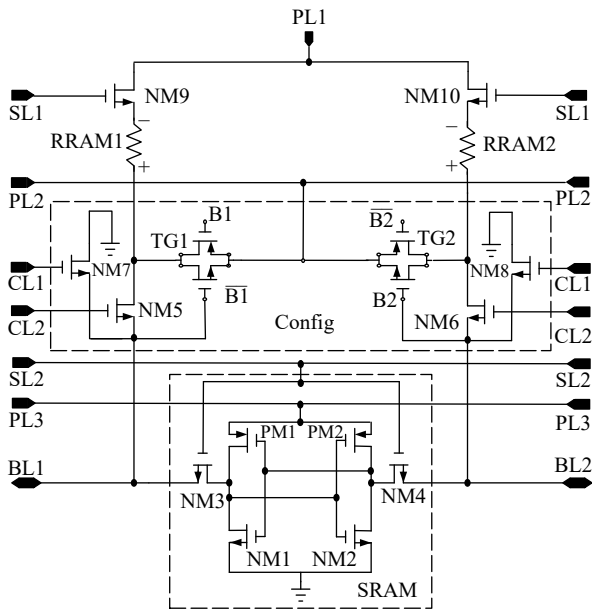 PL1
NM9 NM10
SL1 SL1
− −
RRAM1 RRAM2
+ +
PL2 PL2
B1 B2̅
TG1 TG2
NM7 NM8
CL1 B1̅ B2 CL1
NM5 NM6
CL2 Config CL2
SL2 SL2
PM1 PM2
PL3 PL3
BL1 BL2
NM3 NM4
NM1 NM2
SRAM